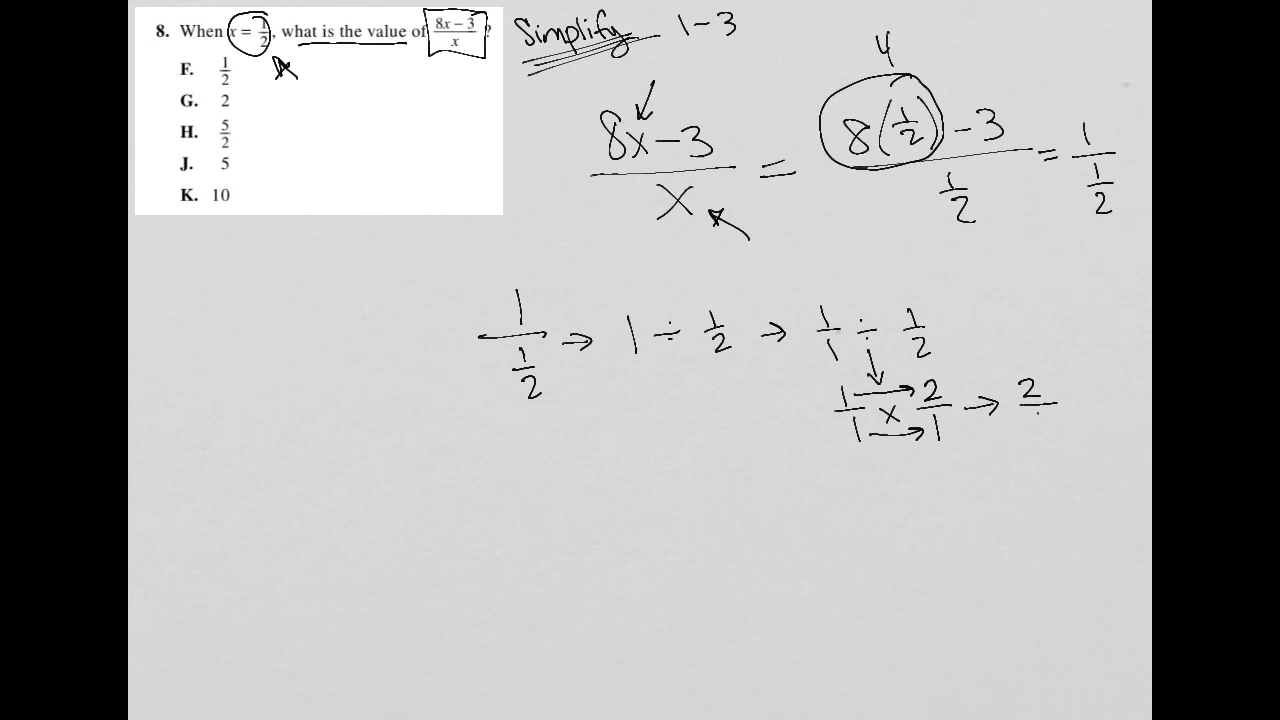 8. When x = 1/2, what is the value of (8x − 3)/x ?
F. 1/2
G. 2
H. 5/2
J. 5
K. 10
Simplify 1 − 3
4
(8x − 3)/x = (8(1/2) − 3)/(1/2) = 1/(1/2)
1/(1/2) → 1 ÷ 1/2 → 1/1 ÷ 1/2
1/1 x 2/1 → 2/